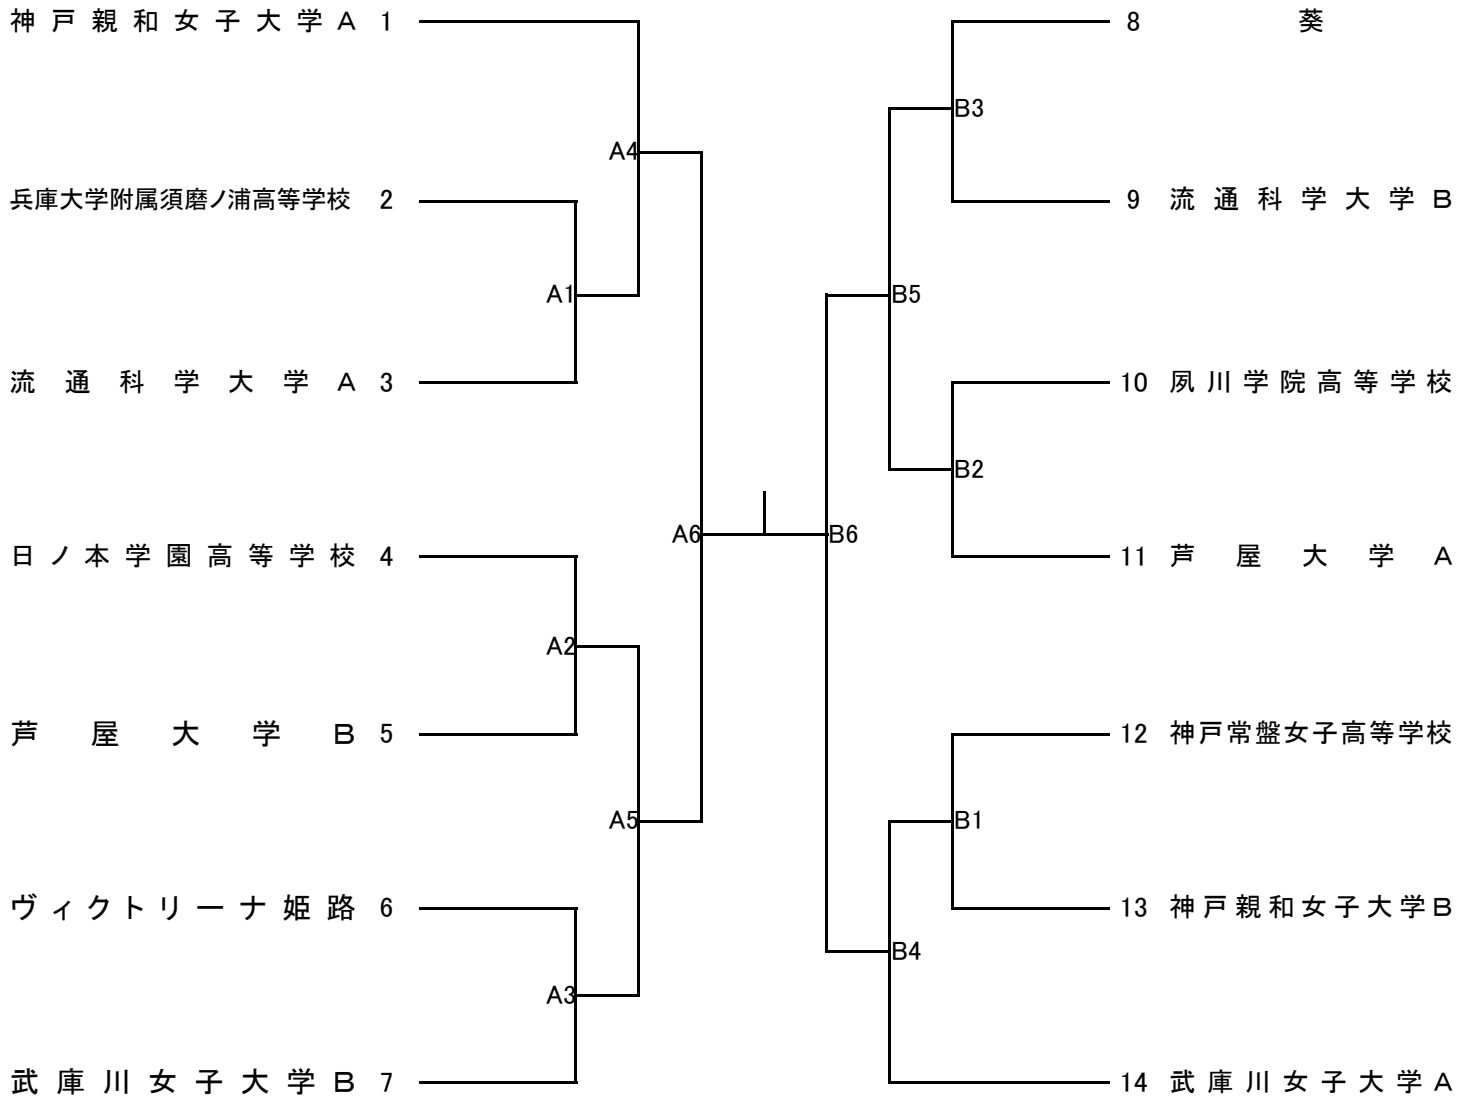 神戸親和女子大学A 1
A4
兵庫大学附属須磨ノ浦高等学校 2
A1
流通科学大学A 3
A6
日ノ本学園高等学校 4
A2
芦屋大学B 5
A5
ヴィクトリーナ姫路 6
A3
武庫川女子大学B 7
8 葵
B3
9 流通科学大学B
B5
10 夙川学院高等学校
B2
11 芦屋大学A
B6
12 神戸常盤女子高等学校
B1
13 神戸親和女子大学B
B4
14 武庫川女子大学A